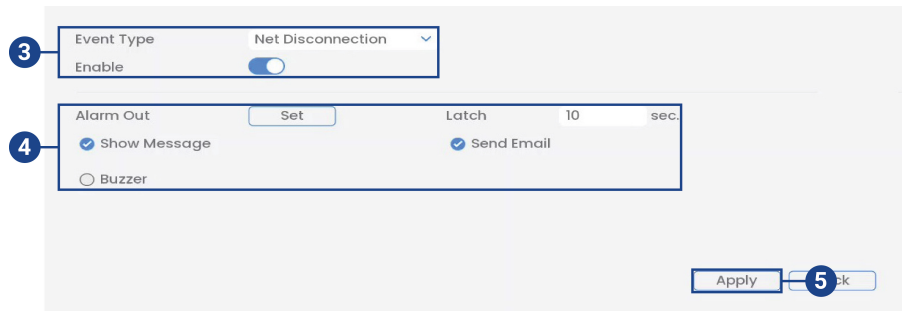 3
Event Type Net Disconnection
Enable
Alarm Out Set Latch 10 sec.
4
Show Message Send Email
Buzzer
Apply 5 ck